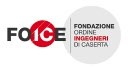 FOICE
FONDAZIONE
ORDINE
INGEGNERI
DI CASERTA